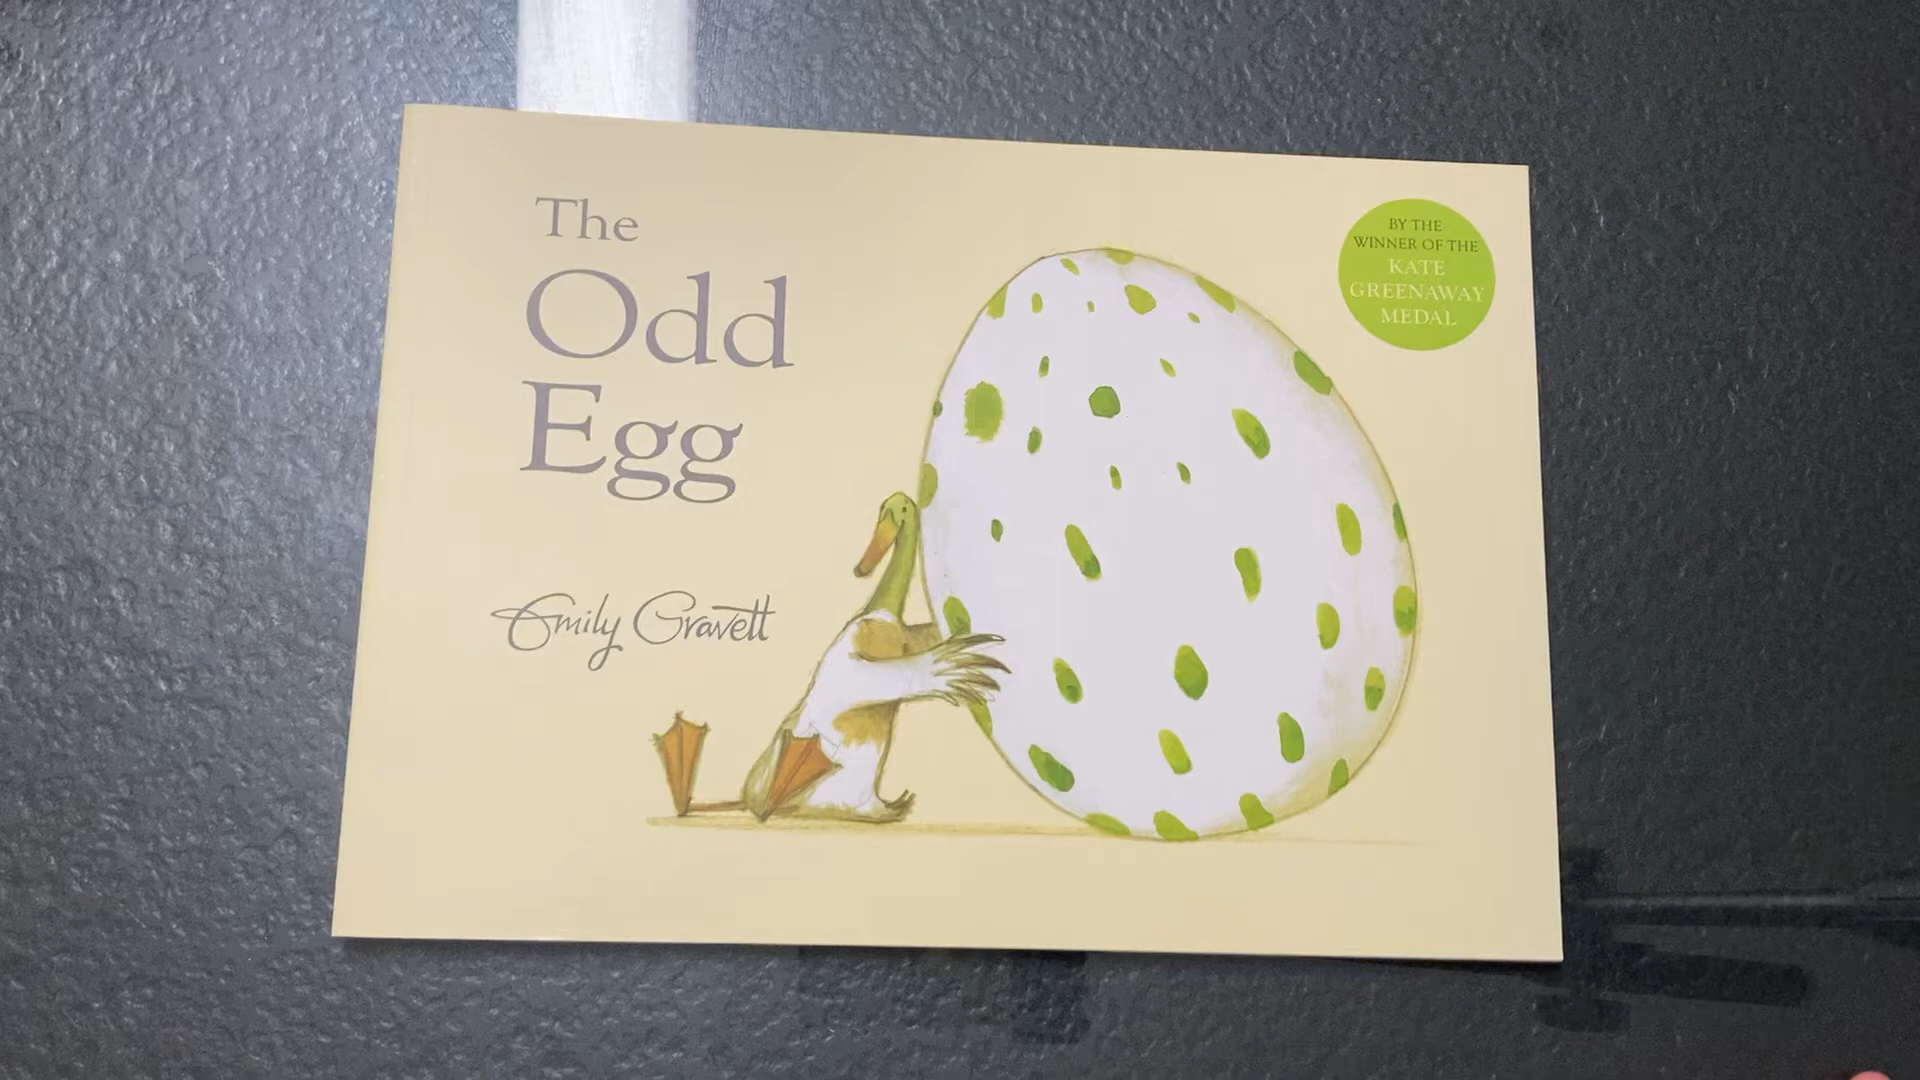 The
Odd
Egg
Emily Gravett
BY THE
WINNER OF THE
KATE
GREENAWAY
MEDAL